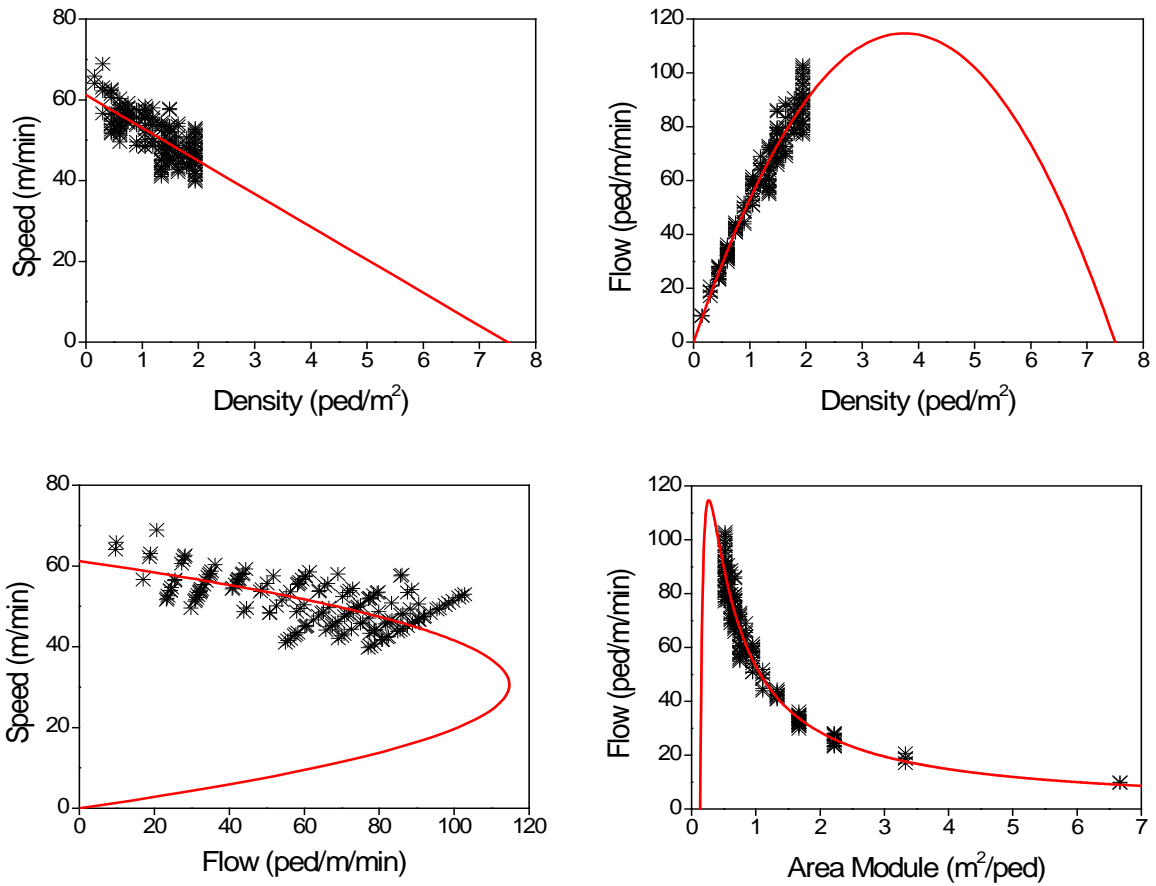 80
60
40
20
0
Speed (m/min)
0 1 2 3 4 5 6 7 8
Density (ped/m²)
120
100
80
60
40
20
0
Flow (ped/m/min)
0 1 2 3 4 5 6 7 8
Density (ped/m²)
80
60
40
20
0
Speed (m/min)
0 20 40 60 80 100 120
Flow (ped/m/min)
120
100
80
60
40
20
0
Flow (ped/m/min)
0 1 2 3 4 5 6 7
Area Module (m²/ped)